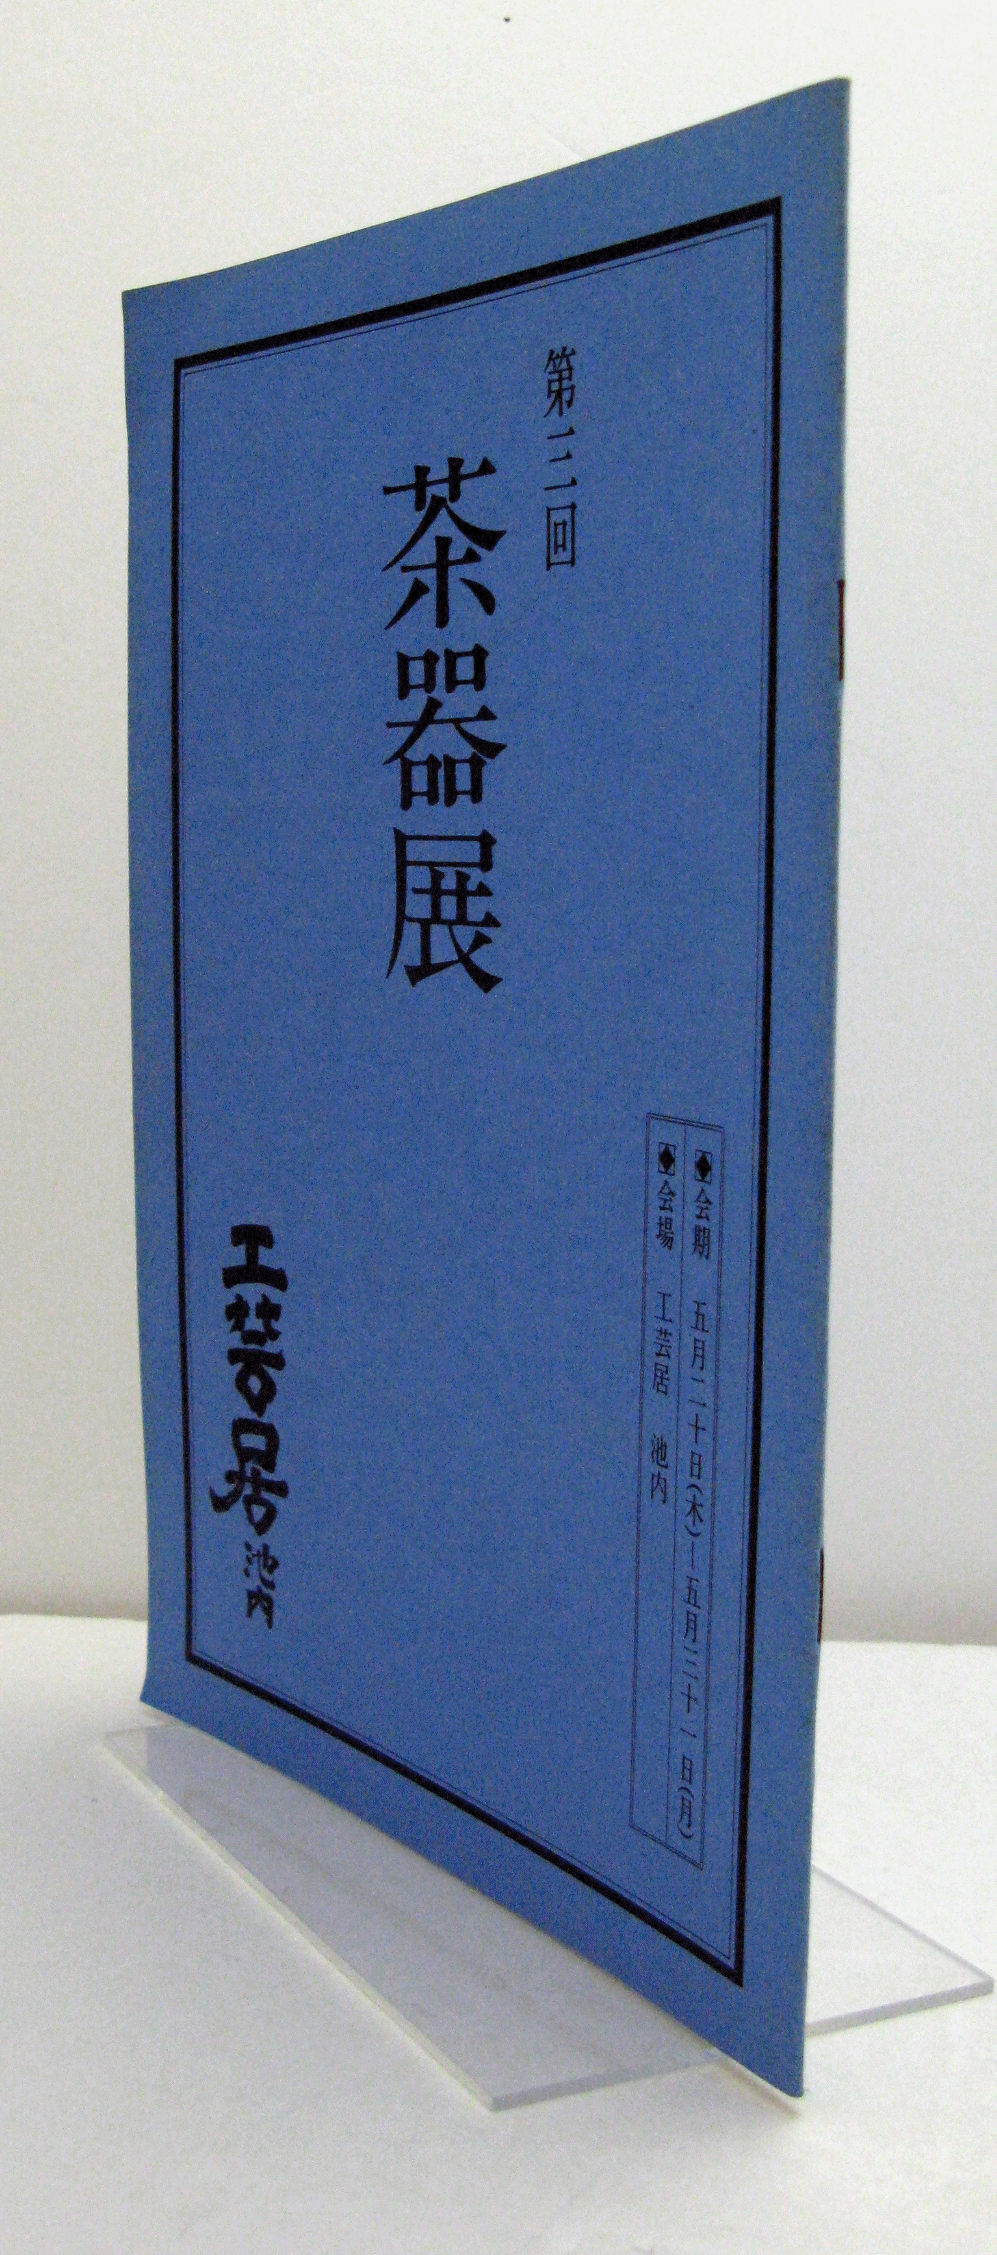 第三回
茶器展
◆会期　五月二十日(木)―五月三十一日(月)
◆会場　工芸居　池内
工芸居池内